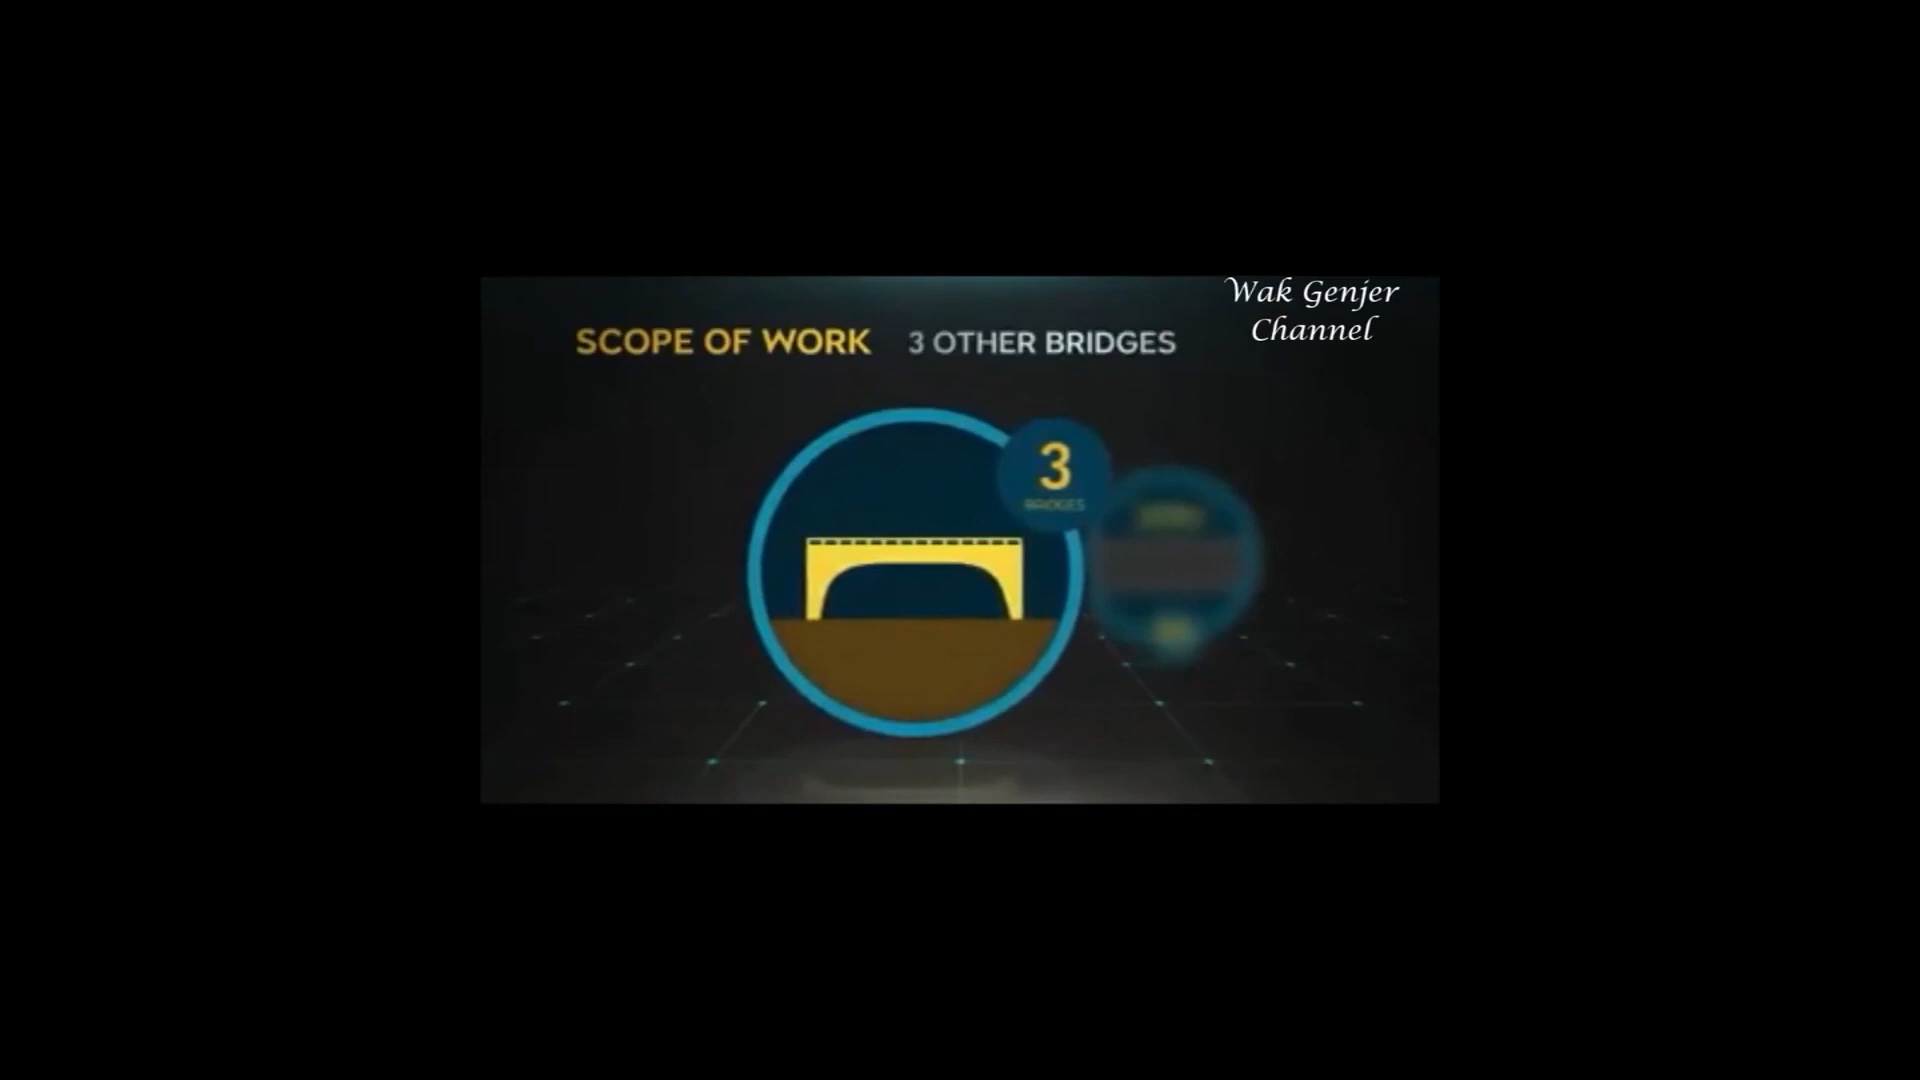 Wak Genjer
Channel
SCOPE OF WORK 3 OTHER BRIDGES
3
BRIDGES